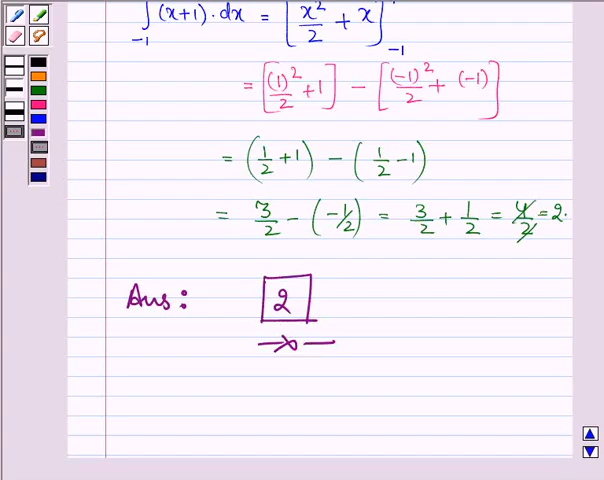 ∫₋₁ (x+1)·dx = [x²/2 + x]¹₋₁
= [(1)²/2 + 1] − [(-1)²/2 + (-1)]
= (1/2 + 1) − (1/2 − 1)
= 3/2 − (-1/2) = 3/2 + 1/2 = 4/2 = 2.
Ans: 2